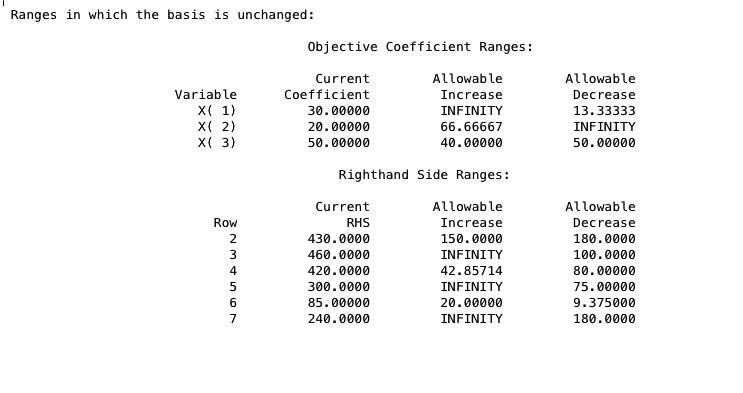 Ranges in which the basis is unchanged:
Objective Coefficient Ranges:
Current Allowable Allowable
Variable Coefficient Increase Decrease
X( 1) 30.00000 INFINITY 13.33333
X( 2) 20.00000 66.66667 INFINITY
X( 3) 50.00000 40.00000 50.00000
Righthand Side Ranges:
Current Allowable Allowable
Row RHS Increase Decrease
2 430.0000 150.0000 180.0000
3 460.0000 INFINITY 100.0000
4 420.0000 42.85714 80.00000
5 300.0000 INFINITY 75.00000
6 85.00000 20.00000 9.375000
7 240.0000 INFINITY 180.0000